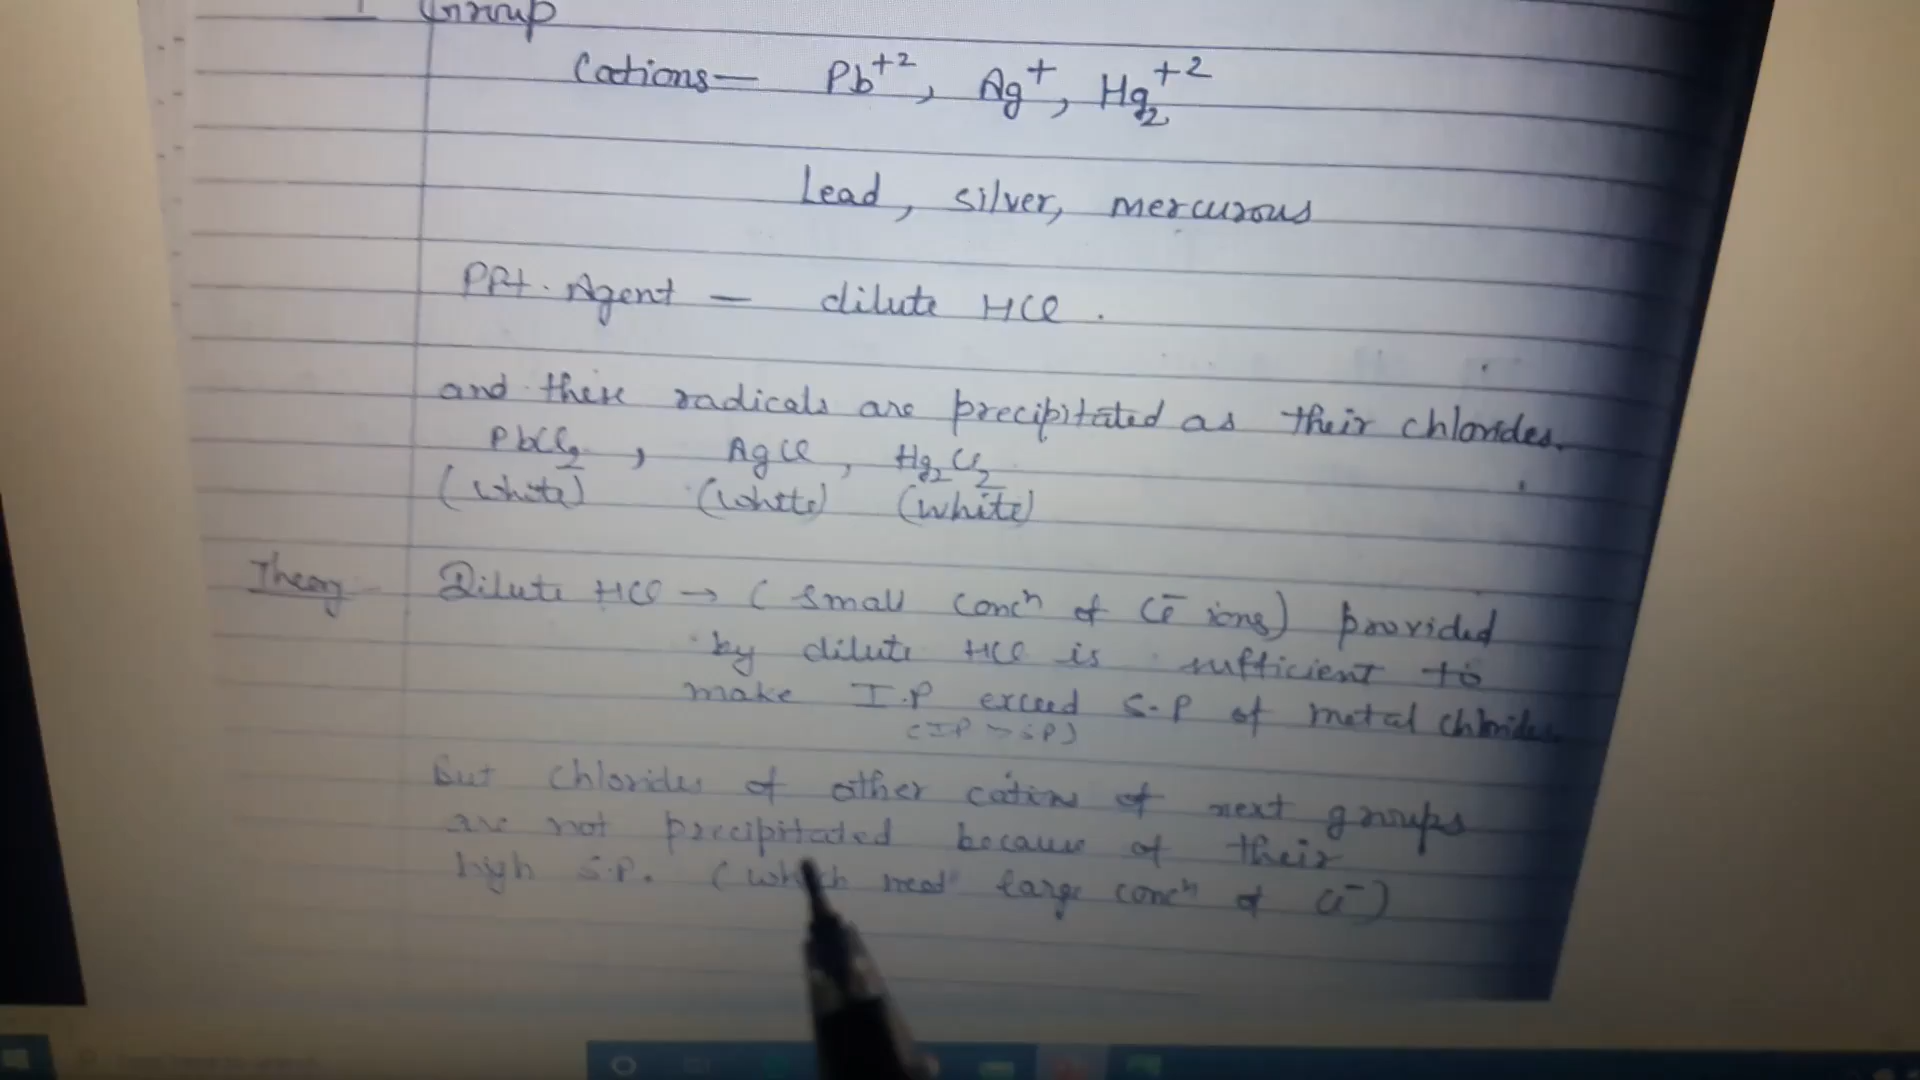 I Group
Cations— Pb+2, Ag+, Hg2+2
Lead, silver, mercurous
PPt. Agent — dilute HCl.
and these radicals are precipitated as their chlorides.
PbCl2, AgCl, Hg2Cl2
(white) (white) (white)
Theory Dilute HCl → (small concn of Cl- ions) provided
by dilute HCl is sufficient to
make I.P exceed S.P of metal chlorides.
(IP > SP)
But chlorides of other cations of next groups
are not precipitated because of their
high S.P. (which need large concn of Cl-)